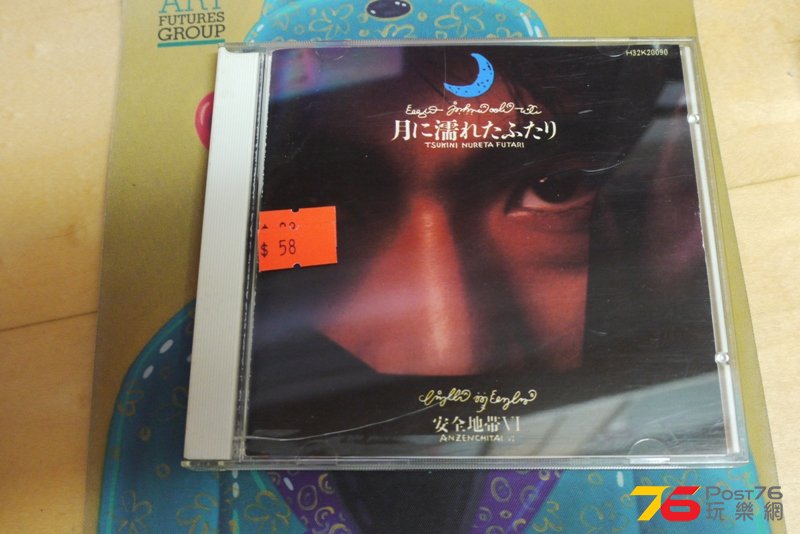 ART
FUTURES
GROUP
H32K20090
月に濡れたふたり
TSUKINI NURETA FUTARI
$ 58
安全地帯VI
ANZENCHITAI VI
76 Post76
玩樂網